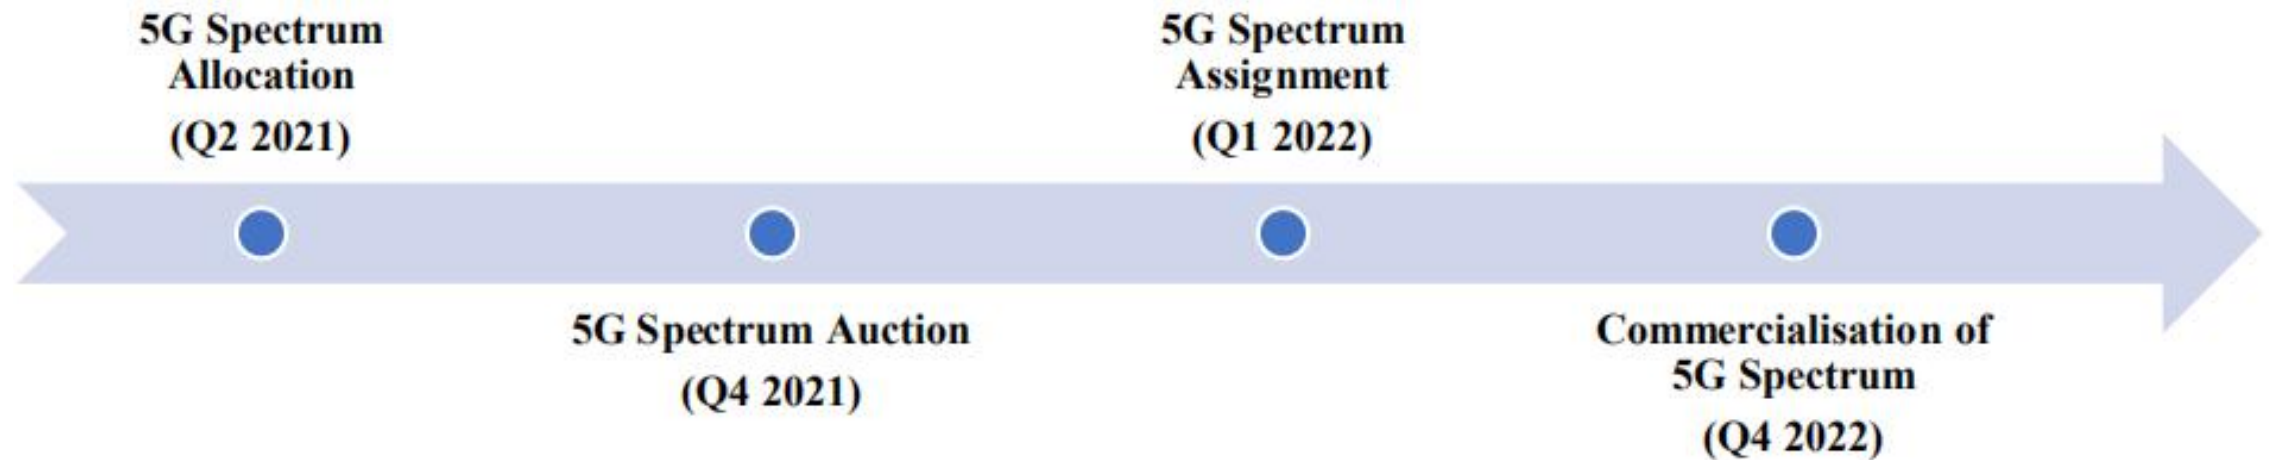 5G Spectrum
Allocation
(Q2 2021)
5G Spectrum Auction
(Q4 2021)
5G Spectrum
Assignment
(Q1 2022)
Commercialisation of
5G Spectrum
(Q4 2022)